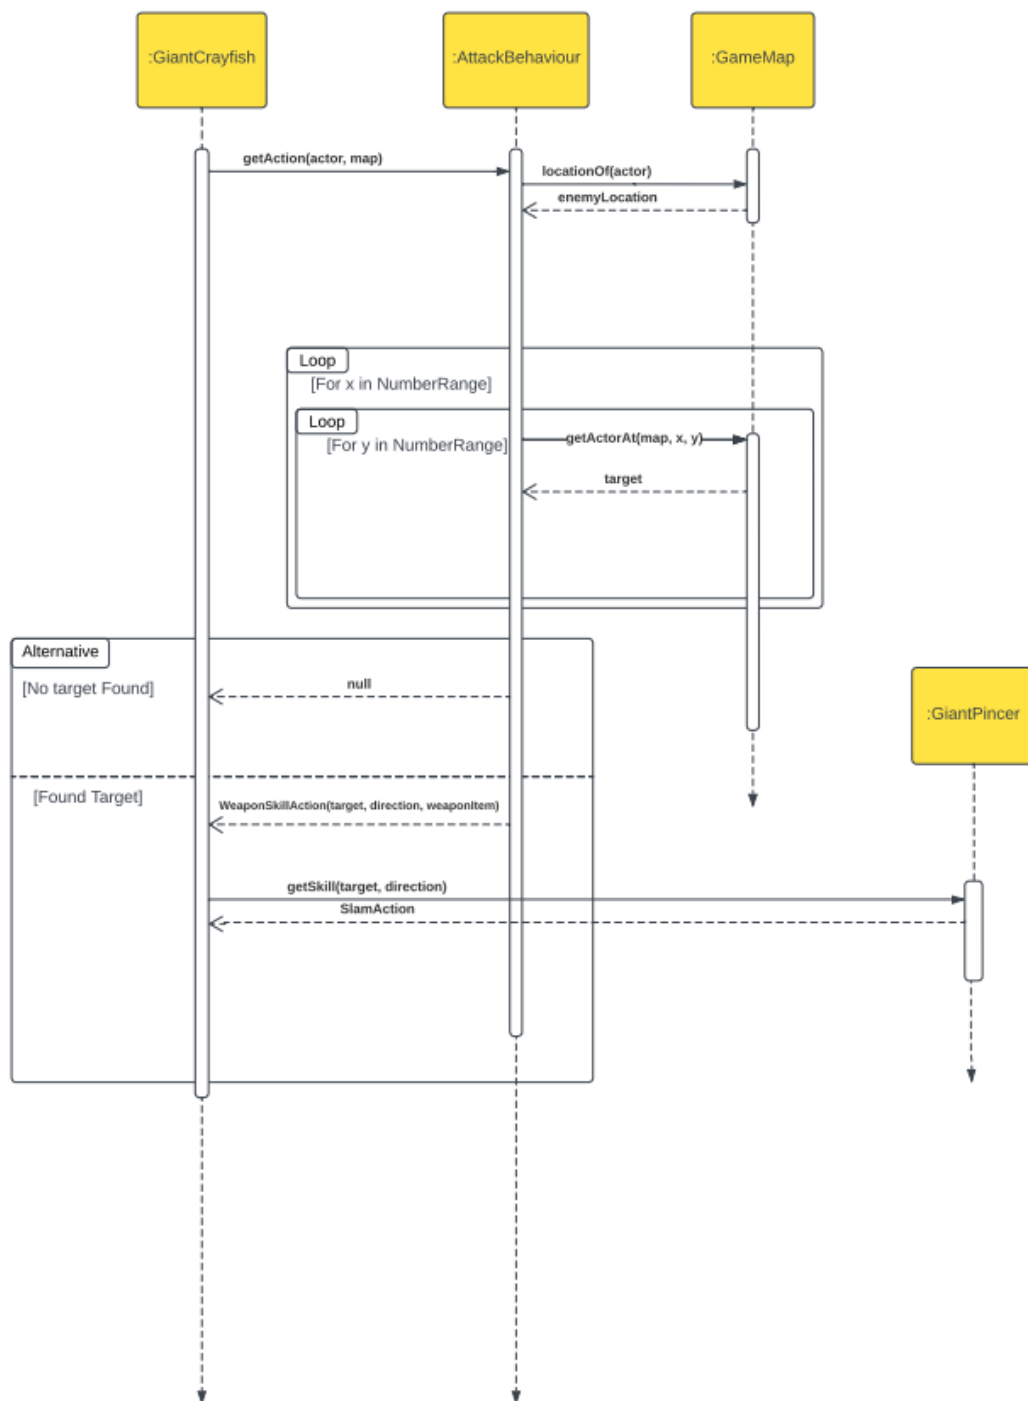 :GiantCrayfish
:AttackBehaviour
:GameMap
getAction(actor, map)
locationOf(actor)
enemyLocation
Loop
[For x in NumberRange]
Loop
[For y in NumberRange]
getActorAt(map, x, y)
target
Alternative
[No target Found]
null
:GiantPincer
[Found Target]
WeaponSkillAction(target, direction, weaponItem)
getSkill(target, direction)
SlamAction